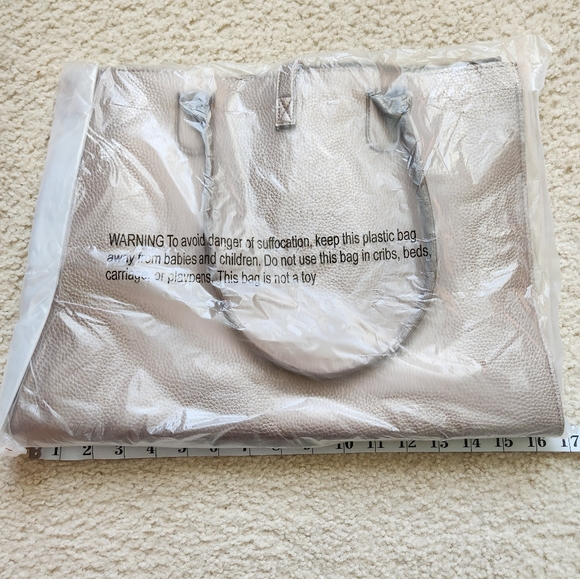 WARNING To avoid danger of suffocation, keep this plastic bag
away from babies and children. Do not use this bag in cribs, beds,
carriage, or playpens. This bag is not a toy
1 2 3 4 5 6 7 8 9 10 11 12 13 14 15 16 17